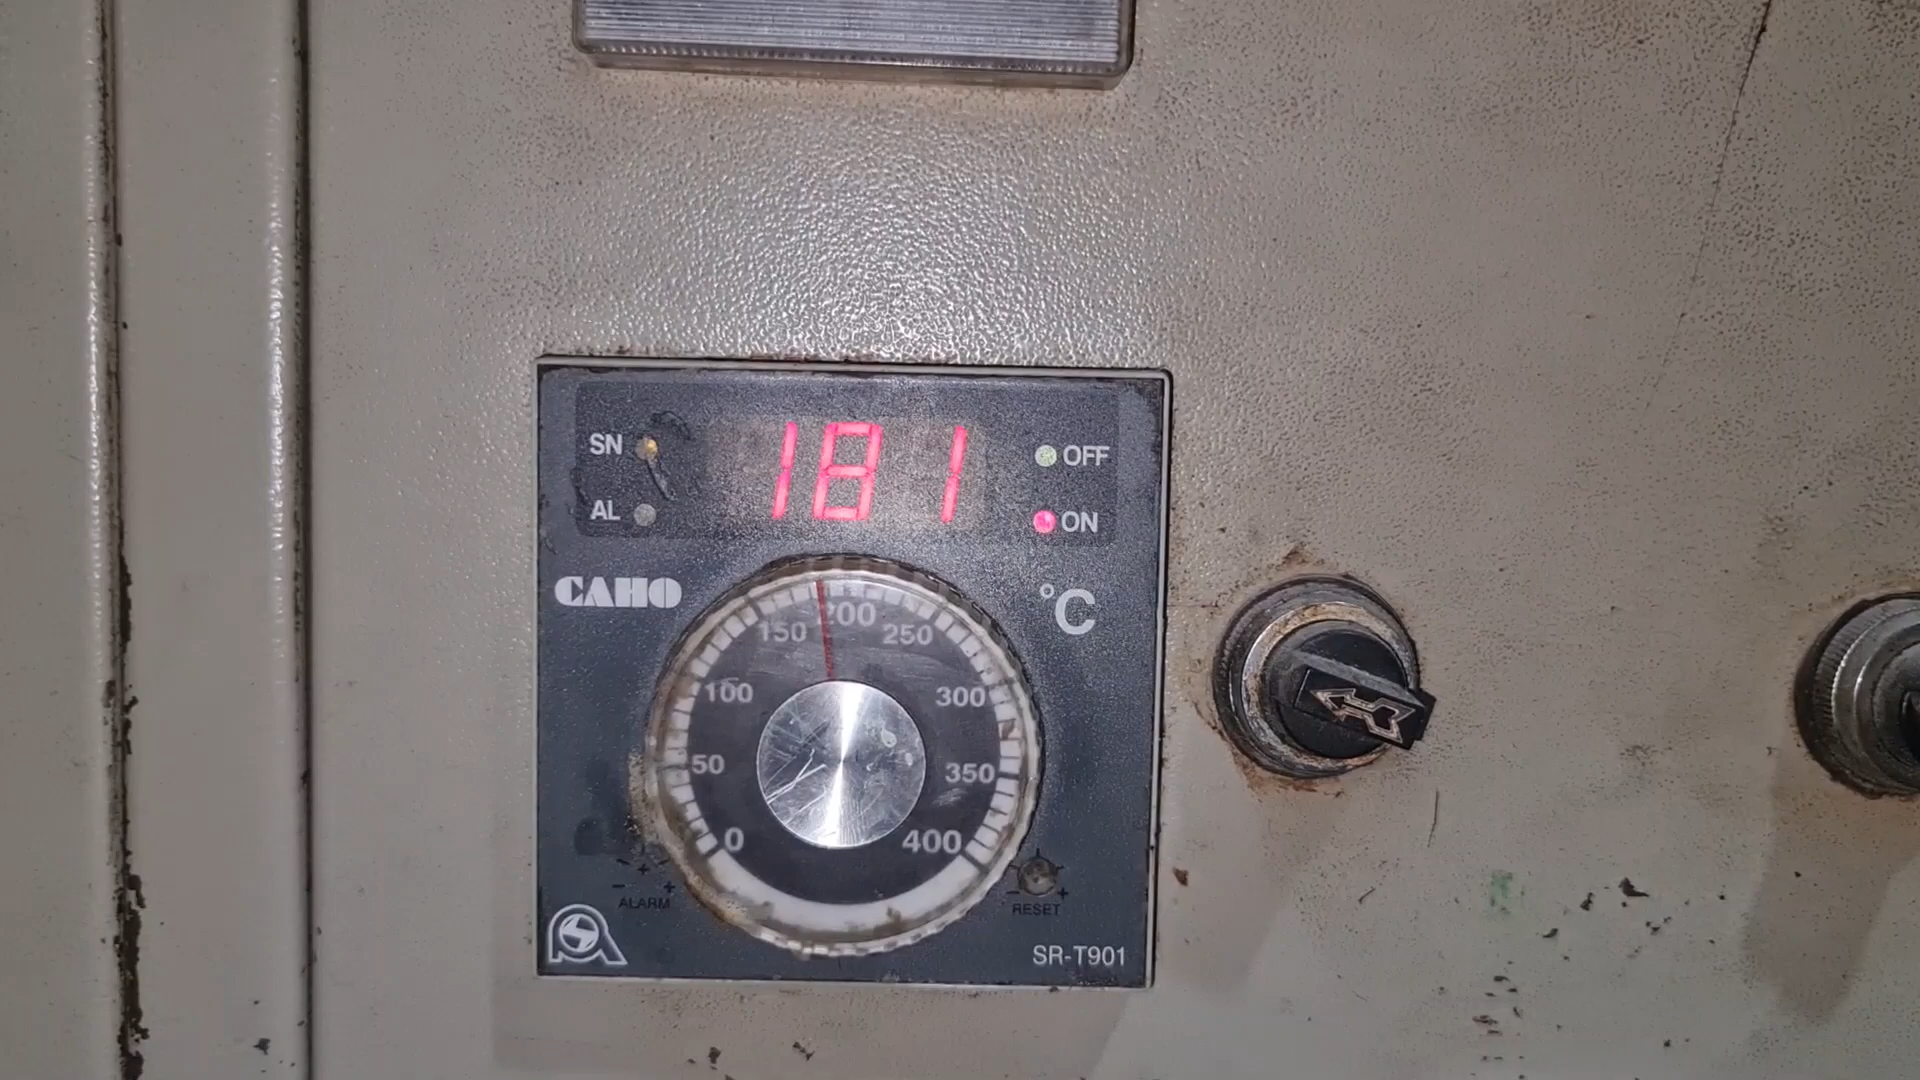 SN
181
OFF
AL
ON
CAHO
°C
0
50
100
150
200
250
300
350
400
- +
ALARM
- +
RESET
SR-T901